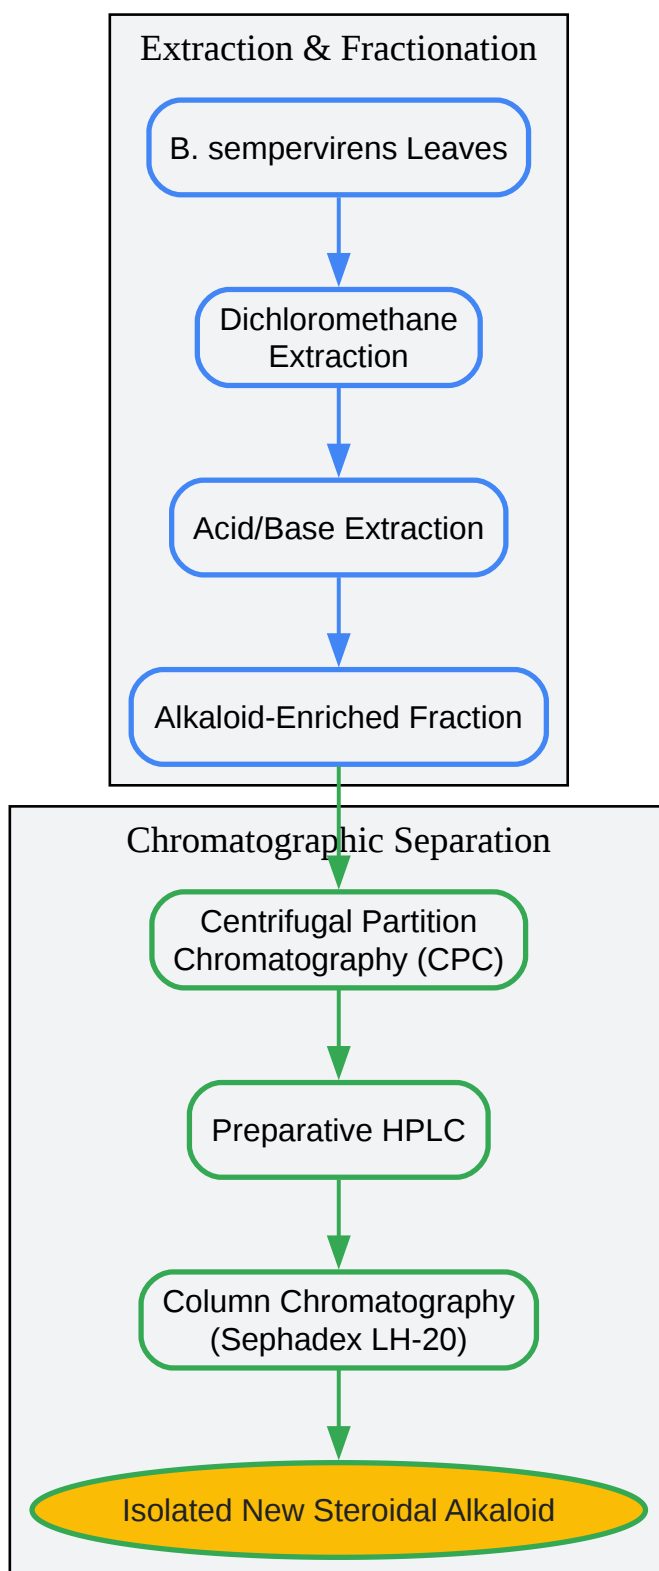 Extraction & Fractionation
B. sempervirens Leaves
Dichloromethane
Extraction
Acid/Base Extraction
Alkaloid-Enriched Fraction
Chromatographic Separation
Centrifugal Partition
Chromatography (CPC)
Preparative HPLC
Column Chromatography
(Sephadex LH-20)
Isolated New Steroidal Alkaloid